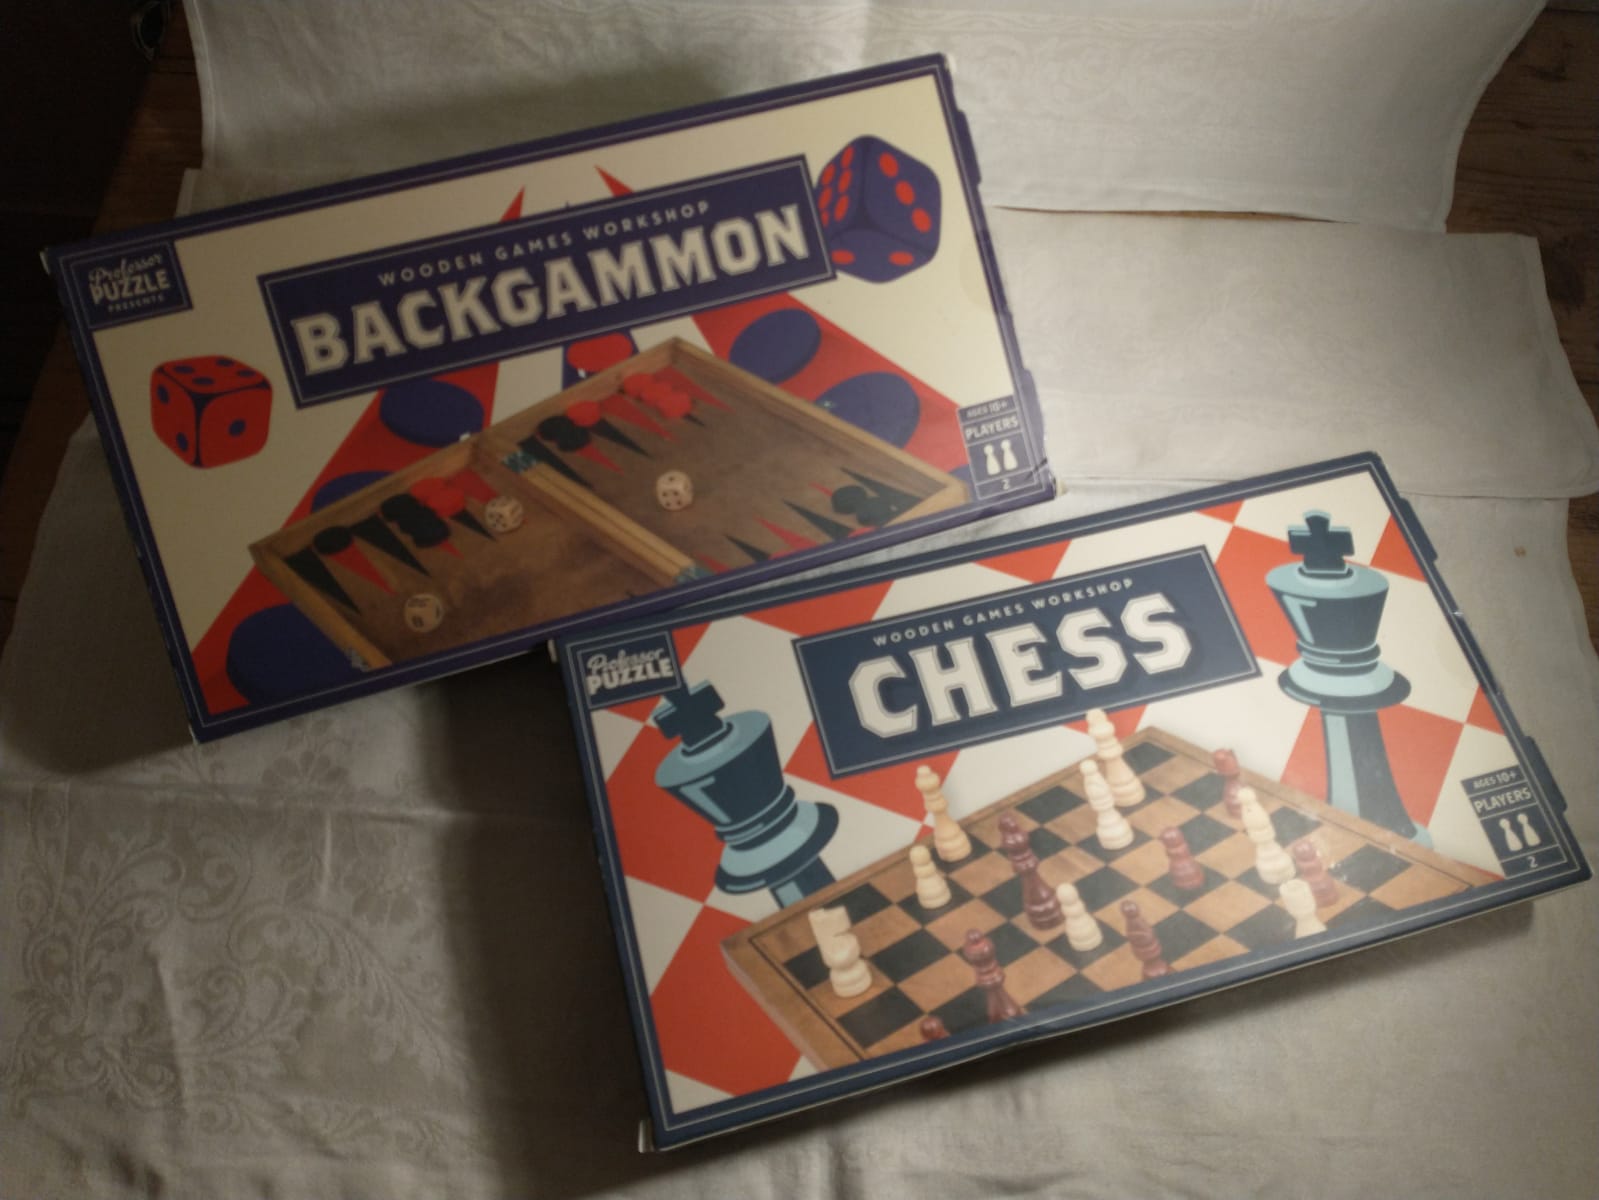 Professor
PUZZLE
PRESENTS
WOODEN GAMES WORKSHOP
BACKGAMMON
AGES 10+
PLAYERS
2
Professor
PUZZLE
WOODEN GAMES WORKSHOP
CHESS
AGES 10+
PLAYERS
2